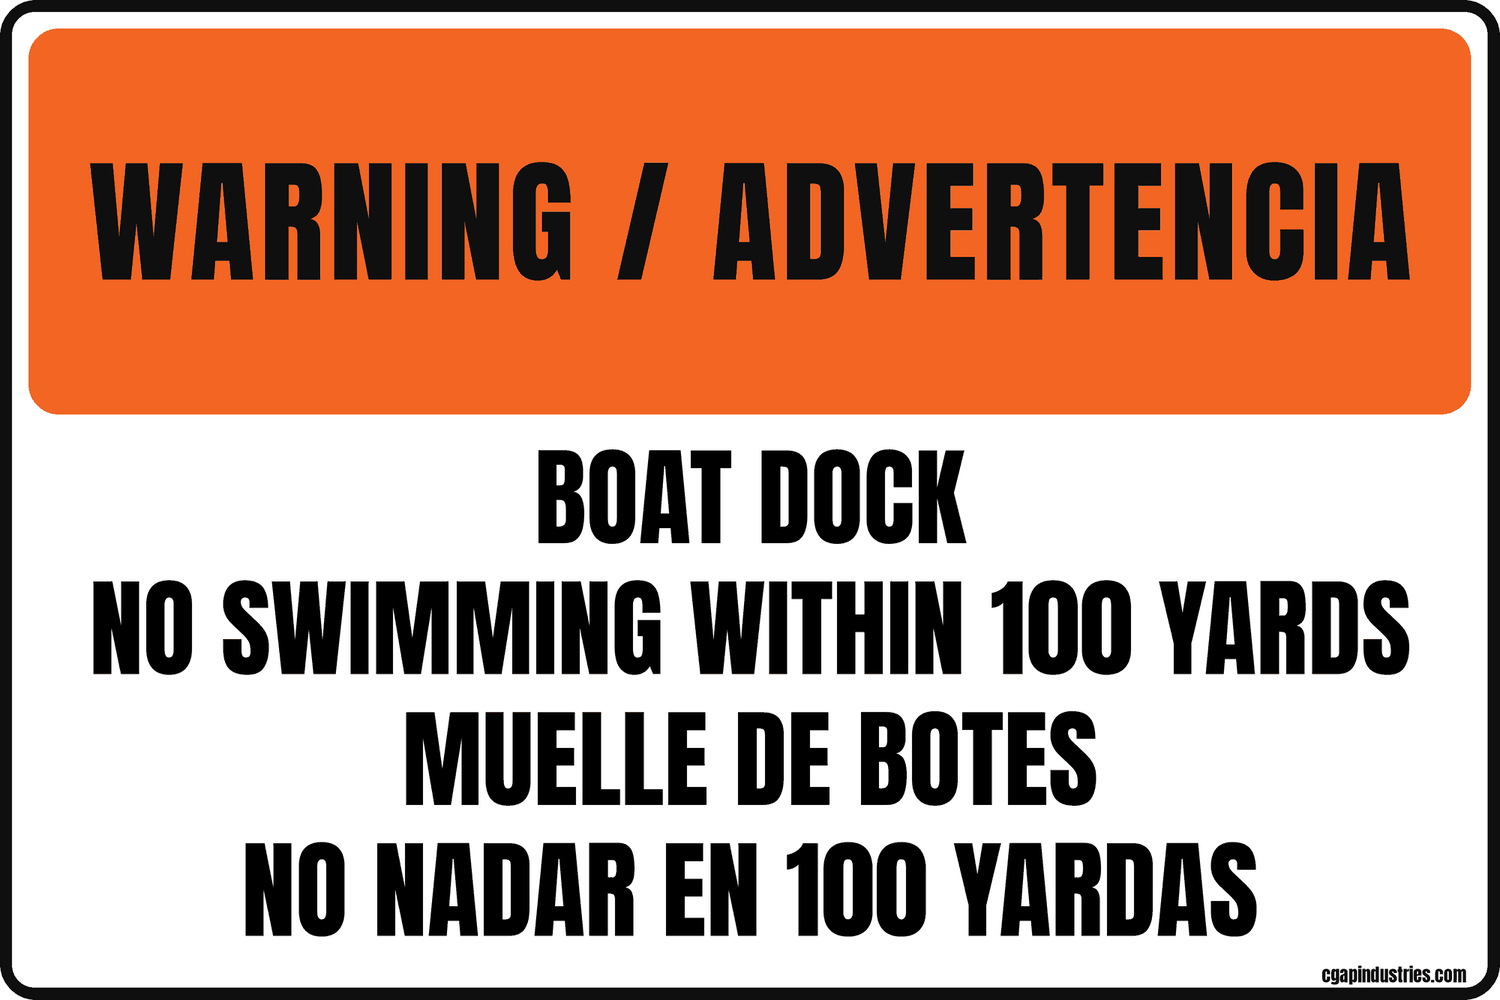 WARNING / ADVERTENCIA
BOAT DOCK
NO SWIMMING WITHIN 100 YARDS
MUELLE DE BOTES
NO NADAR EN 100 YARDAS
cgapindustries.com